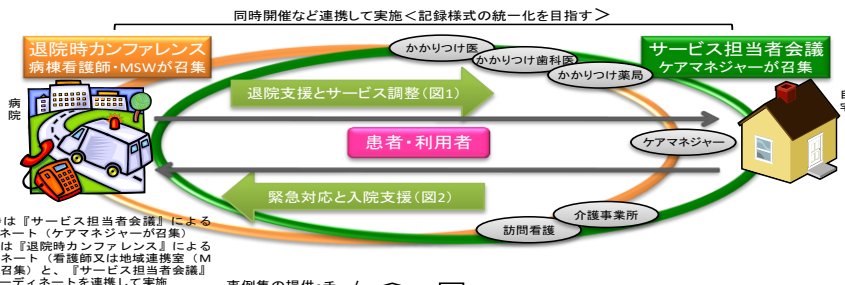 同時開催など連携して実施＜記録様式の統一化を目指す＞
退院時カンファレンス
病棟看護師・MSWが召集
サービス担当者会議
ケアマネジャーが召集
かかりつけ医
かかりつけ歯科医
かかりつけ薬局
病院
退院支援とサービス調整（図1）
患者・利用者
ケアマネジャー
緊急対応と入院支援（図2）
介護事業所
訪問看護
は『サービス担当者会議』による
ネート（ケアマネジャーが召集）
は『退院時カンファレンス』による
ネート（看護師又は地域連携室（M
召集）と、『サービス担当者会議』
ーディネートを連携して実施